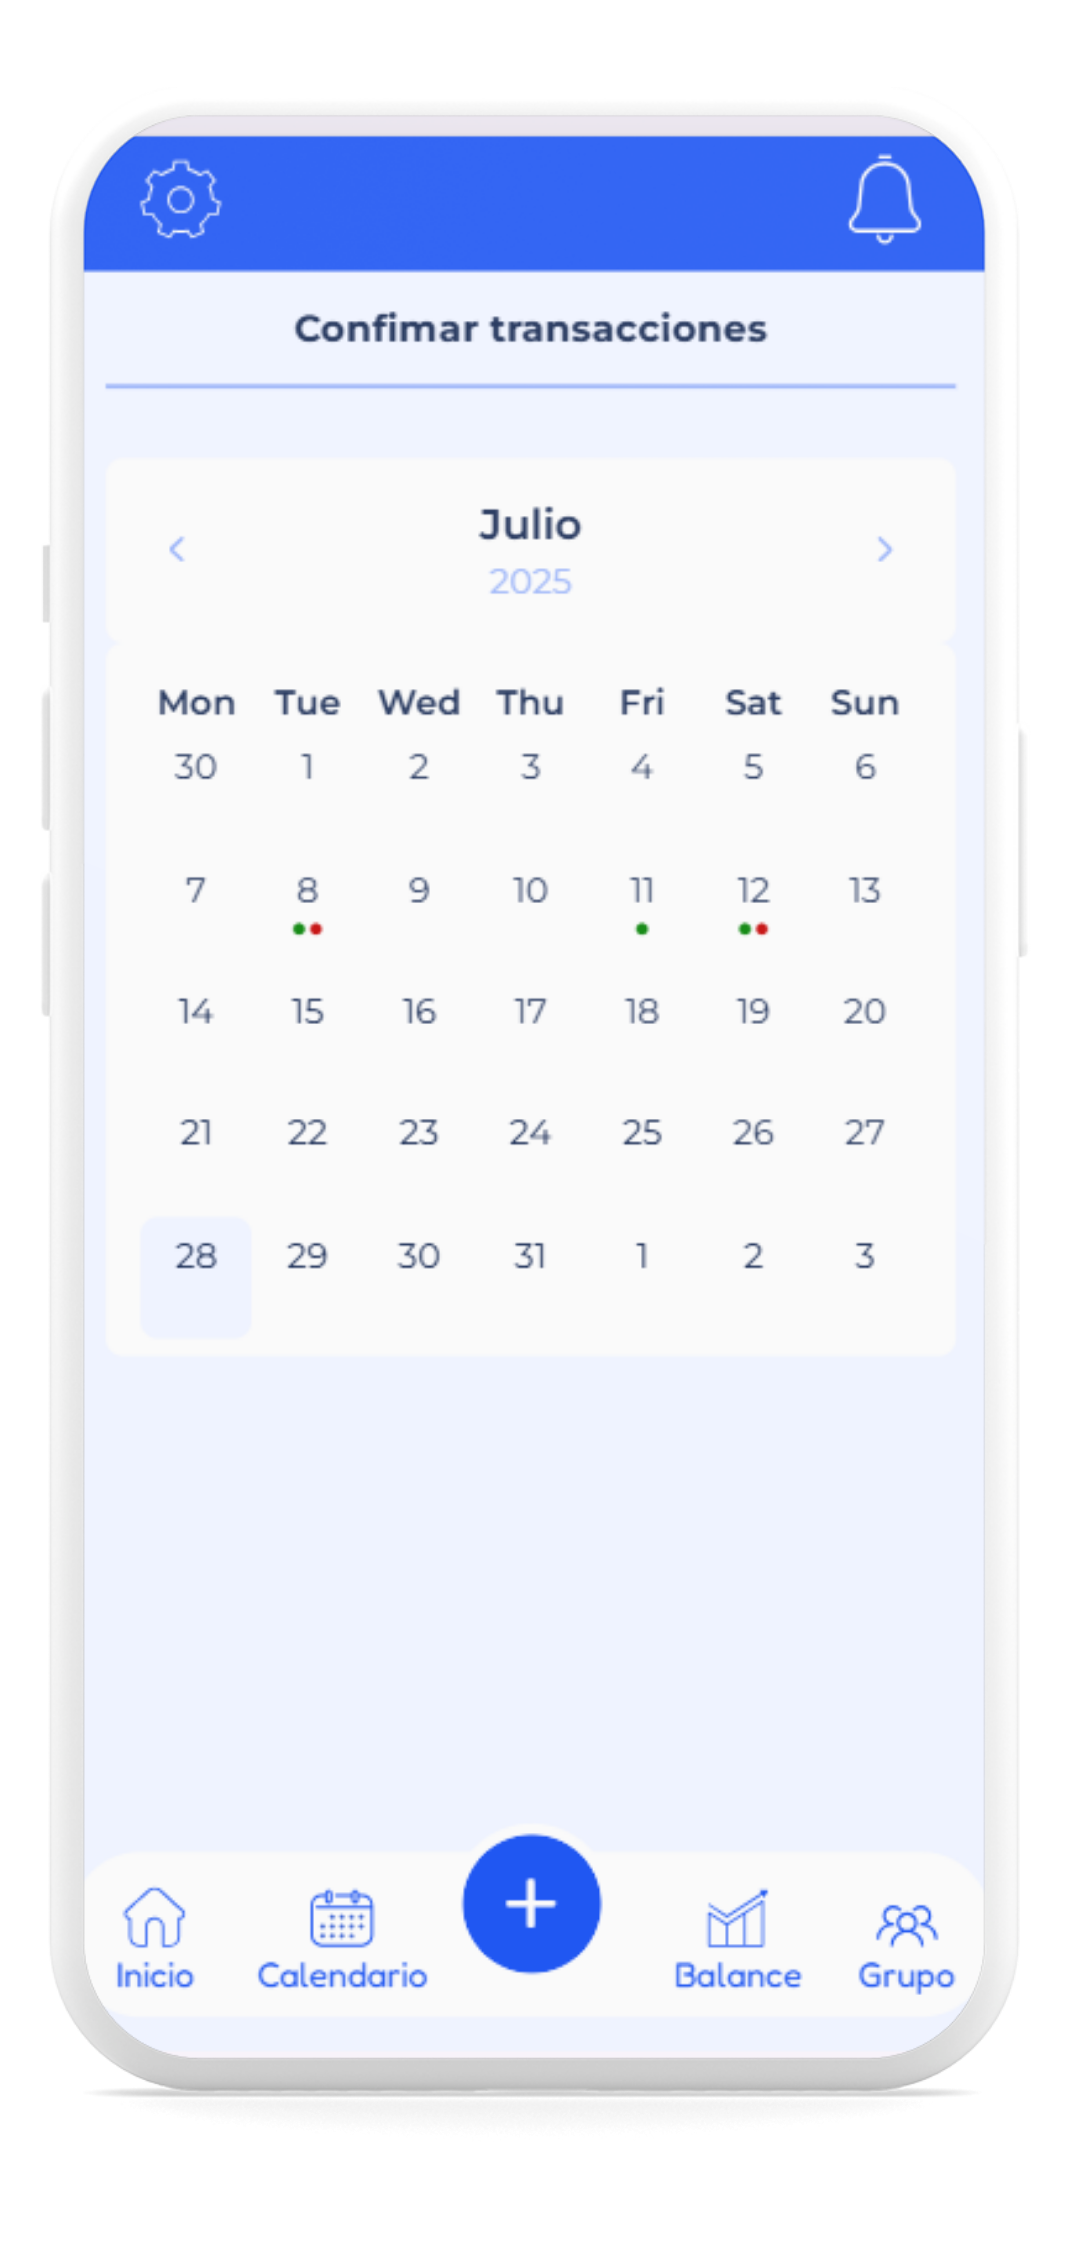 Confimar transacciones
Julio
2025
Mon Tue Wed Thu Fri Sat Sun
30 1 2 3 4 5 6
7 8 9 10 11 12 13
14 15 16 17 18 19 20
21 22 23 24 25 26 27
28 29 30 31 1 2 3
Inicio Calendario + Balance Grupo